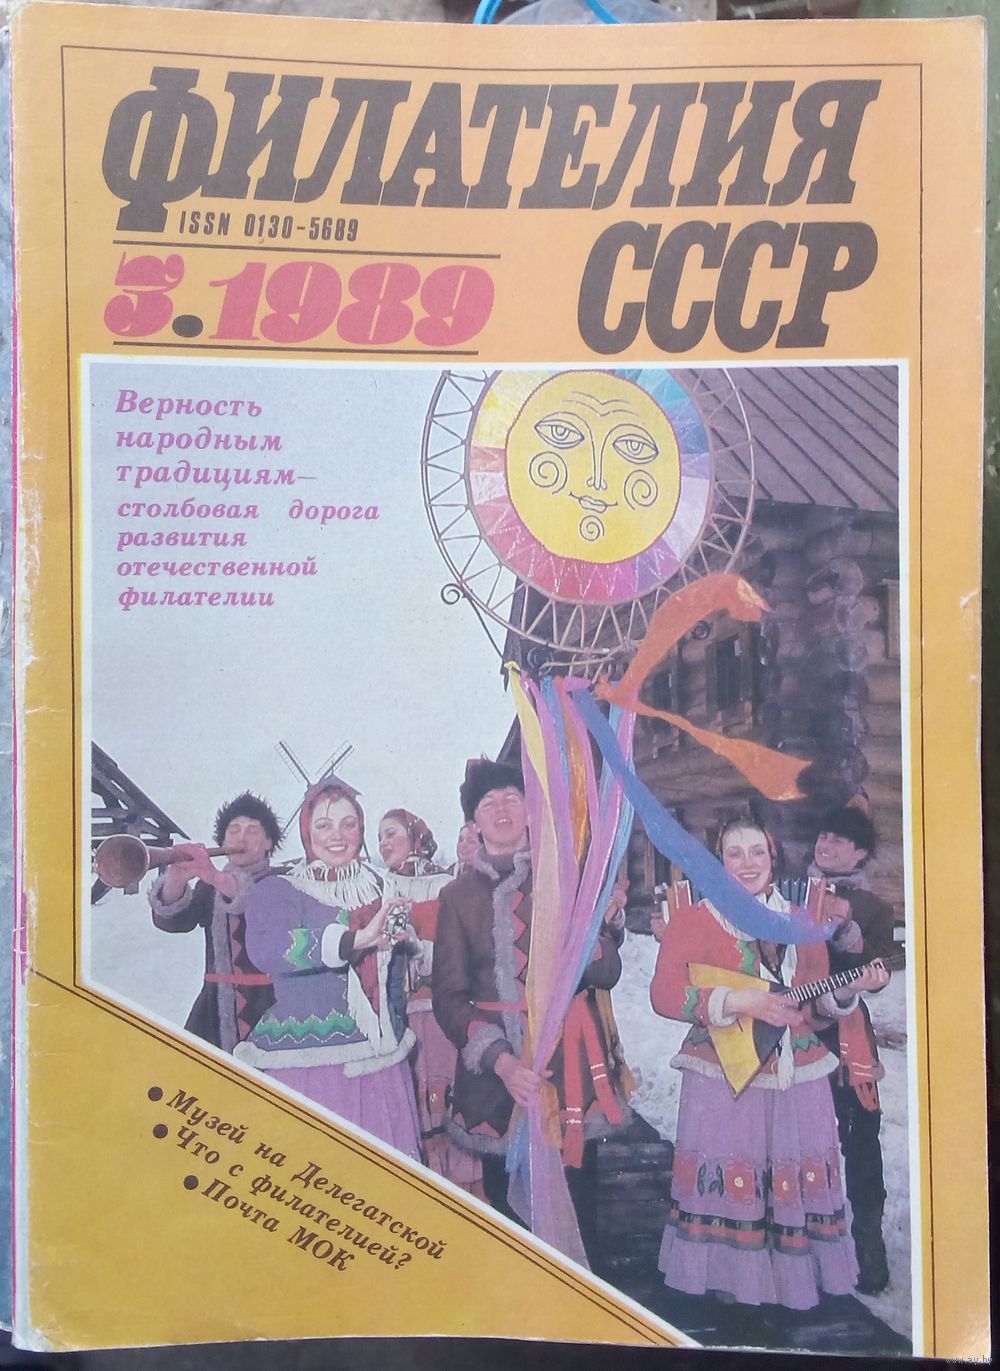 ФИЛАТЕЛИЯ
СССР
ISSN 0130-5689
3.1989
Верность
народным
традициям—
столбовая дорога
развития
отечественной
филателии
• Музей на Делегатской
• Что с филателией?
• Почта МОК